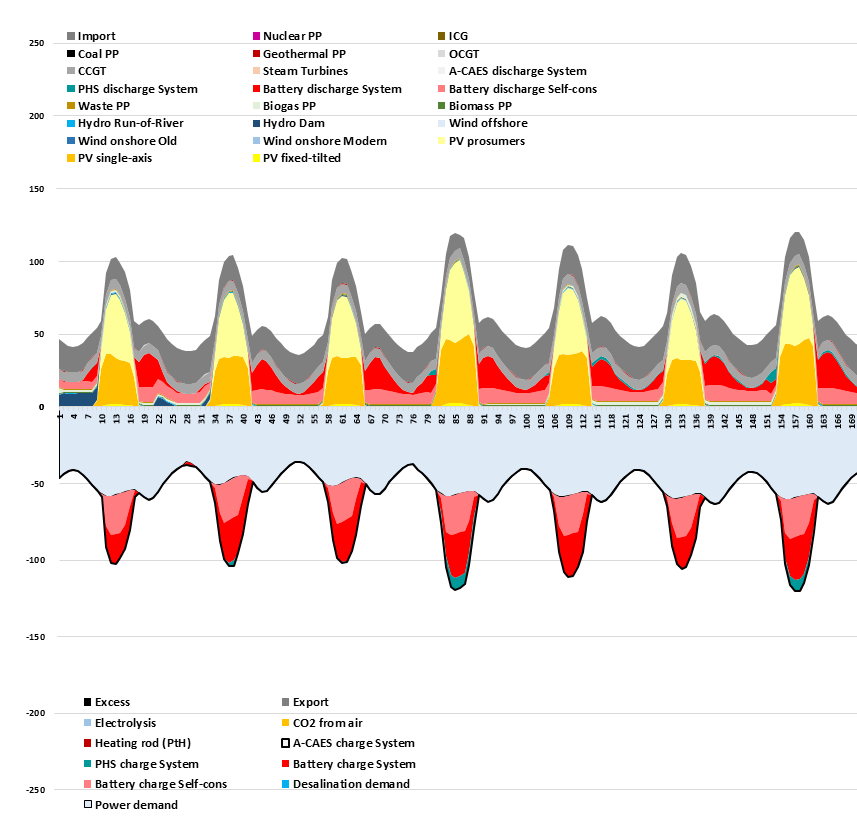 Import Nuclear PP ICG
250
Coal PP Geothermal PP OCGT
CCGT Steam Turbines A-CAES discharge System
PHS discharge System Battery discharge System Battery discharge Self-cons
Waste PP Biogas PP Biomass PP
200
Hydro Run-of-River Hydro Dam Wind offshore
Wind onshore Old Wind onshore Modern PV prosumers
PV single-axis PV fixed-tilted
150
100
50
0
1 4 7 10 13 16 19 22 25 28 31 34 37 40 43 46 49 52 55 58 61 64 67 70 73 76 79 82 85 88 91 94 97 100 103 106 109 112 115 118 121 124 127 130 133 136 139 142 145 148 151 154 157 160 163 166 169
-50
-100
-150
Excess Export
-200
Electrolysis CO2 from air
Heating rod (PtH) A-CAES charge System
PHS charge System Battery charge System
Battery charge Self-cons Desalination demand
-250
Power demand